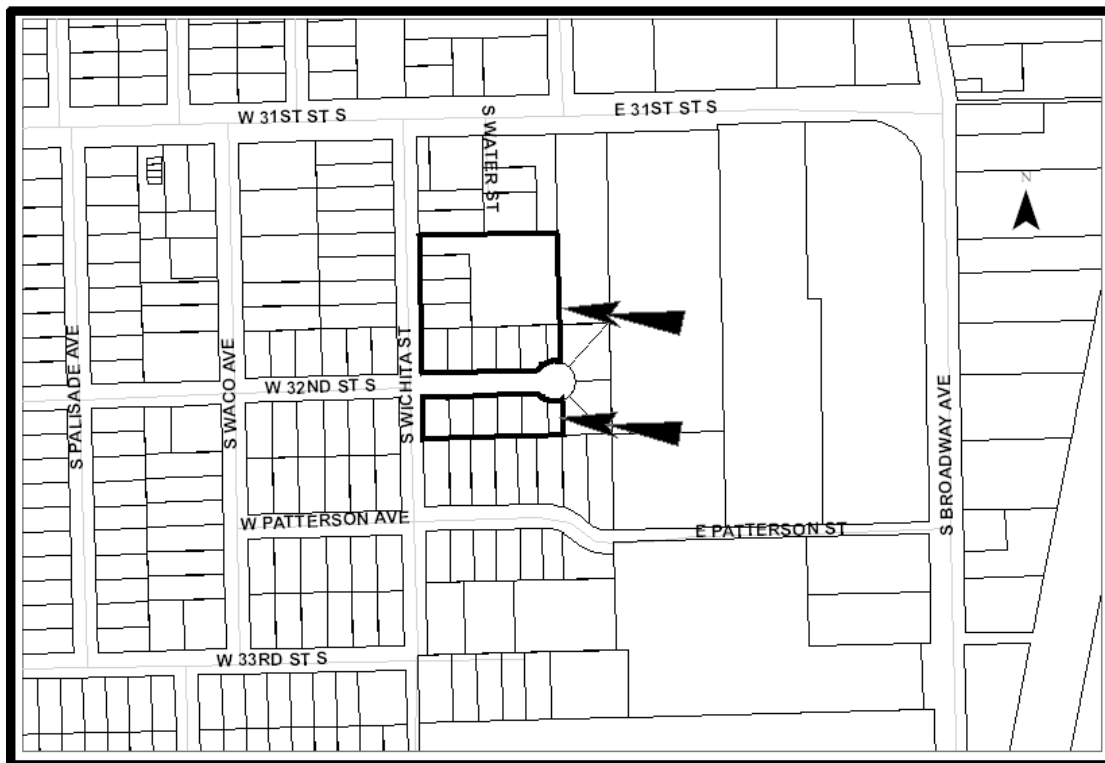 W 31ST ST S
E 31ST ST S
S WATER ST
N
S PALISADE AVE
S WACO AVE
S WICHITA ST
W 32ND ST S
S BROADWAY AVE
W PATTERSON AVE
E PATTERSON ST
W 33RD ST S